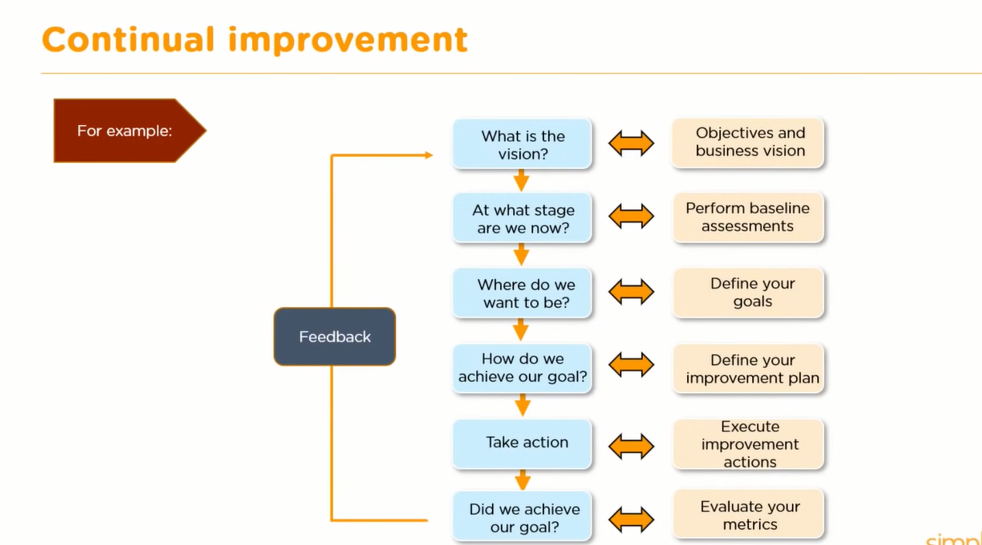 Continual improvement
For example:
What is the
vision?
Objectives and
business vision
At what stage
are we now?
Perform baseline
assessments
Where do we
want to be?
Define your
goals
Feedback
How do we
achieve our goal?
Define your
improvement plan
Take action
Execute
improvement
actions
Did we achieve
our goal?
Evaluate your
metrics